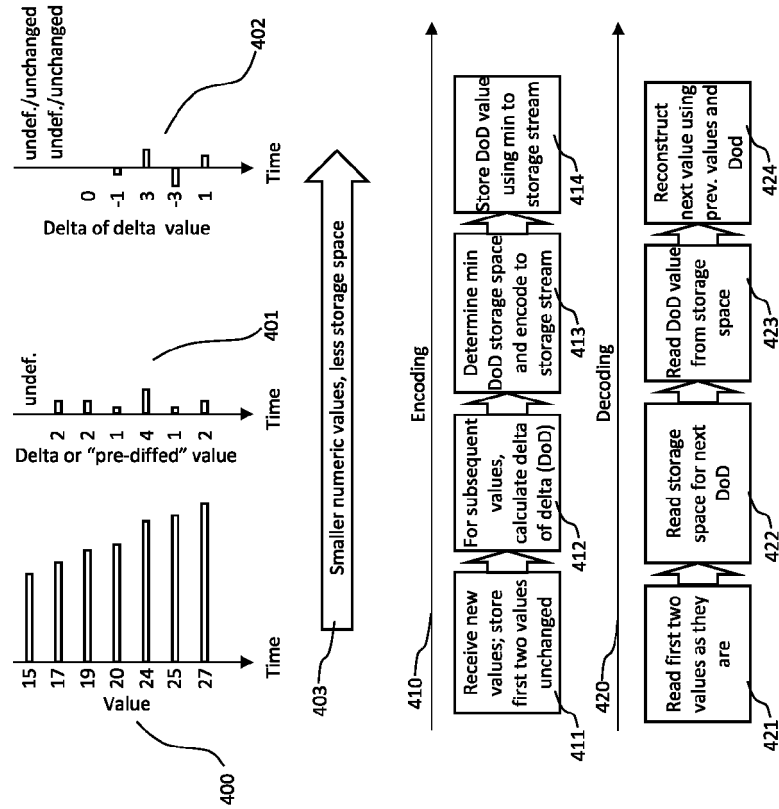 15
17
19
20
24
25
27
Value
Time
400
undef.
2
2
1
4
1
2
Delta or "pre-diffed" value
Time
401
undef./unchanged
undef./unchanged
0
-1
3
-3
1
Delta of delta value
Time
402
Smaller numeric values, less storage space
403
Encoding
410
Receive new
values; store
first two values
unchanged
411
For subsequent
values,
calculate delta
of delta (DoD)
412
Determine min
DoD storage space
and encode to
storage stream
413
Store DoD value
using min to
storage stream
414
Decoding
420
Read first two
values as they
are
421
Read storage
space for next
DoD
422
Read DoD value
from storage
space
423
Reconstruct
next value using
prev. values and
Dod
424